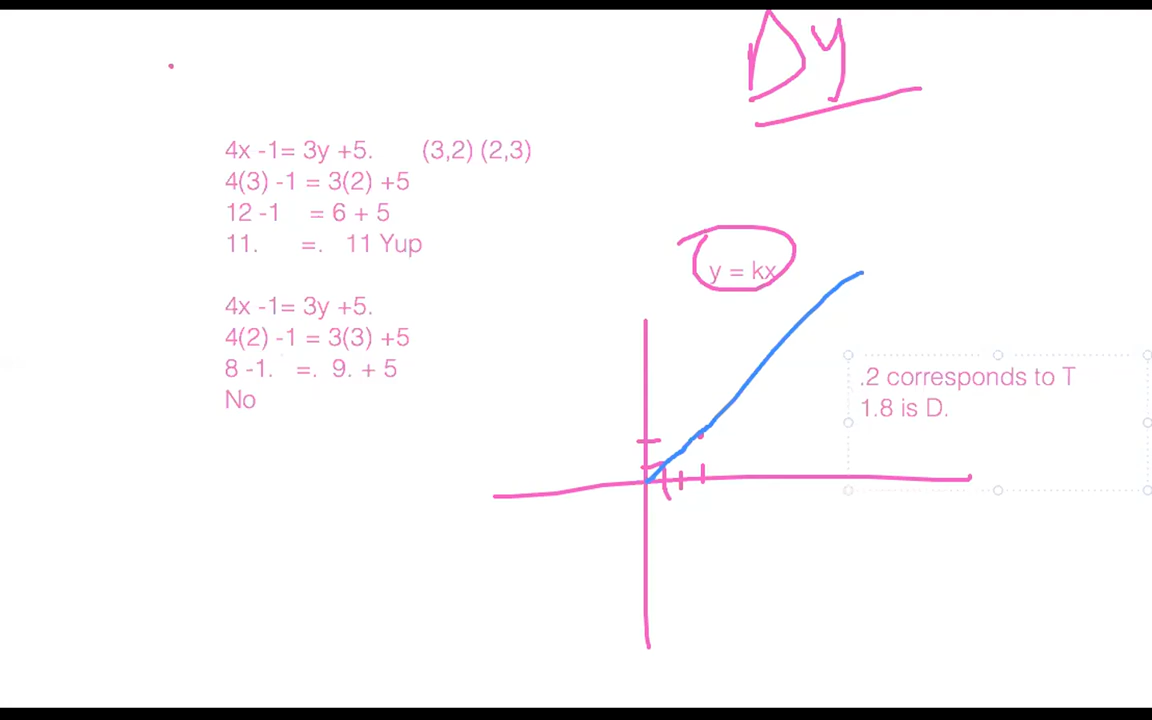 Dy
4x -1= 3y +5. (3,2) (2,3)
4(3) -1 = 3(2) +5
12 -1 = 6 + 5
11. =. 11 Yup
y = kx
4x -1= 3y +5.
4(2) -1 = 3(3) +5
8 -1. =. 9. + 5
No
.2 corresponds to T
1.8 is D.